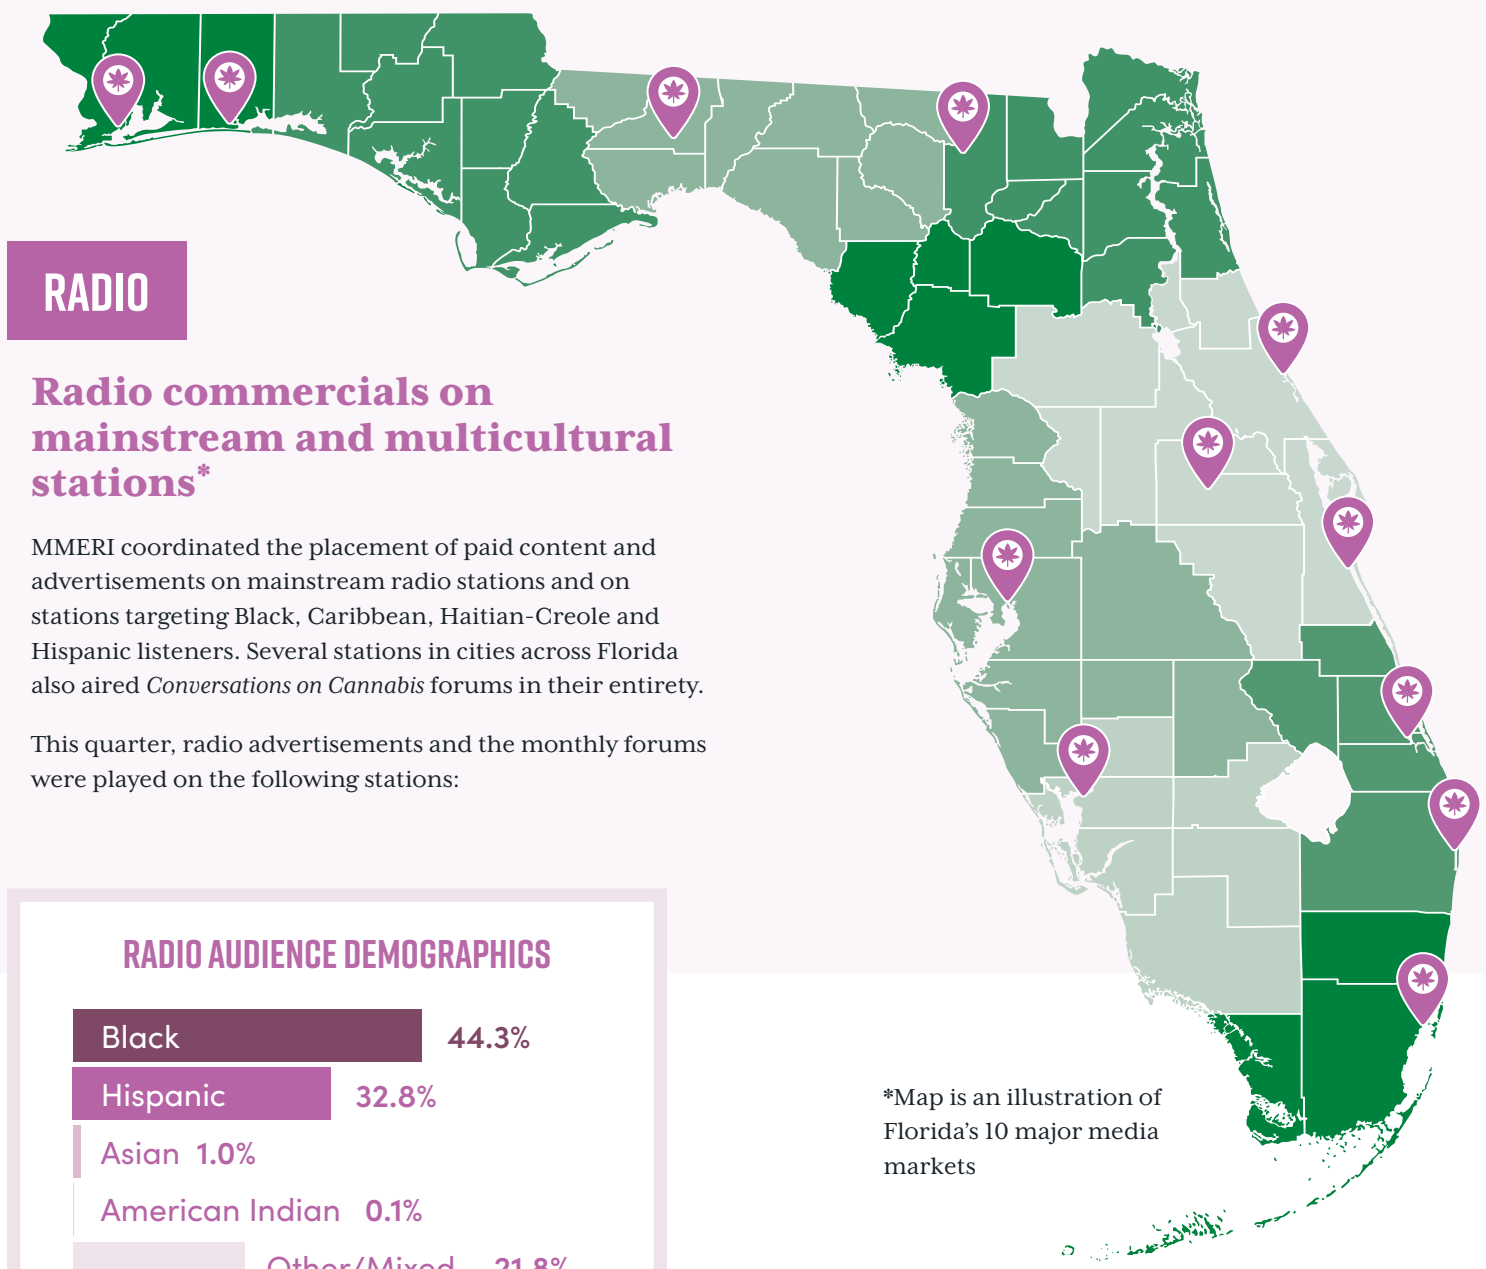 RADIO
Radio commercials on
mainstream and multicultural
stations*
MMERI coordinated the placement of paid content and
advertisements on mainstream radio stations and on
stations targeting Black, Caribbean, Haitian-Creole and
Hispanic listeners. Several stations in cities across Florida
also aired Conversations on Cannabis forums in their entirety.
This quarter, radio advertisements and the monthly forums
were played on the following stations:
RADIO AUDIENCE DEMOGRAPHICS
Black 44.3%
Hispanic 32.8%
Asian 1.0%
American Indian 0.1%
Other/Mixed 21.8%
*Map is an illustration of
Florida's 10 major media
markets